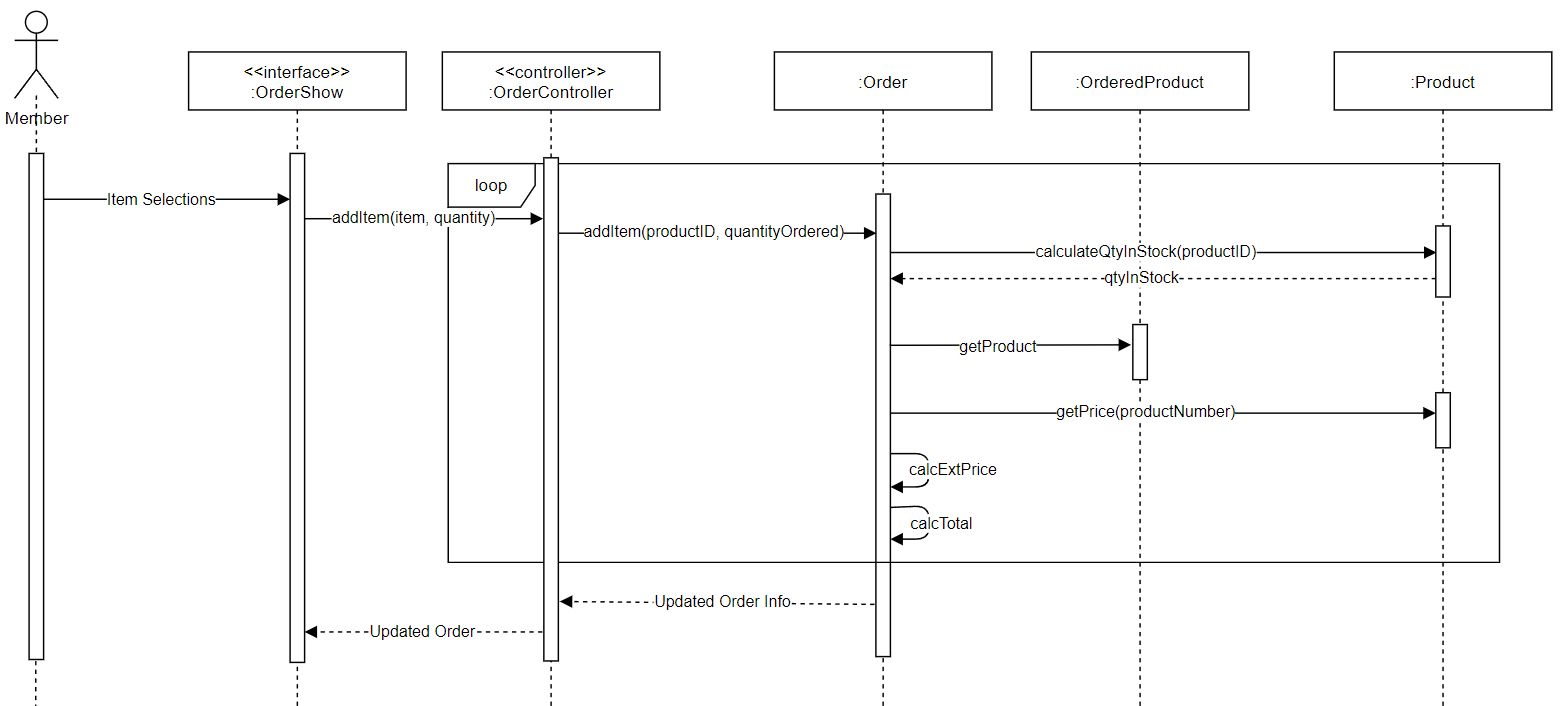 Member
<<interface>>
:OrderShow
<<controller>>
:OrderController
:Order
:OrderedProduct
:Product
loop
Item Selections
addItem(item, quantity)
addItem(productID, quantityOrdered)
calculateQtyInStock(productID)
qtyInStock
getProduct
getPrice(productNumber)
calcExtPrice
calcTotal
Updated Order Info
Updated Order